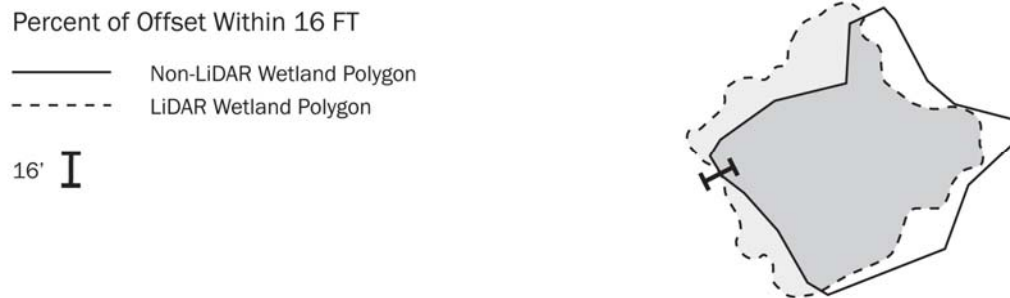 Percent of Offset Within 16 FT
Non-LiDAR Wetland Polygon
LiDAR Wetland Polygon
16'